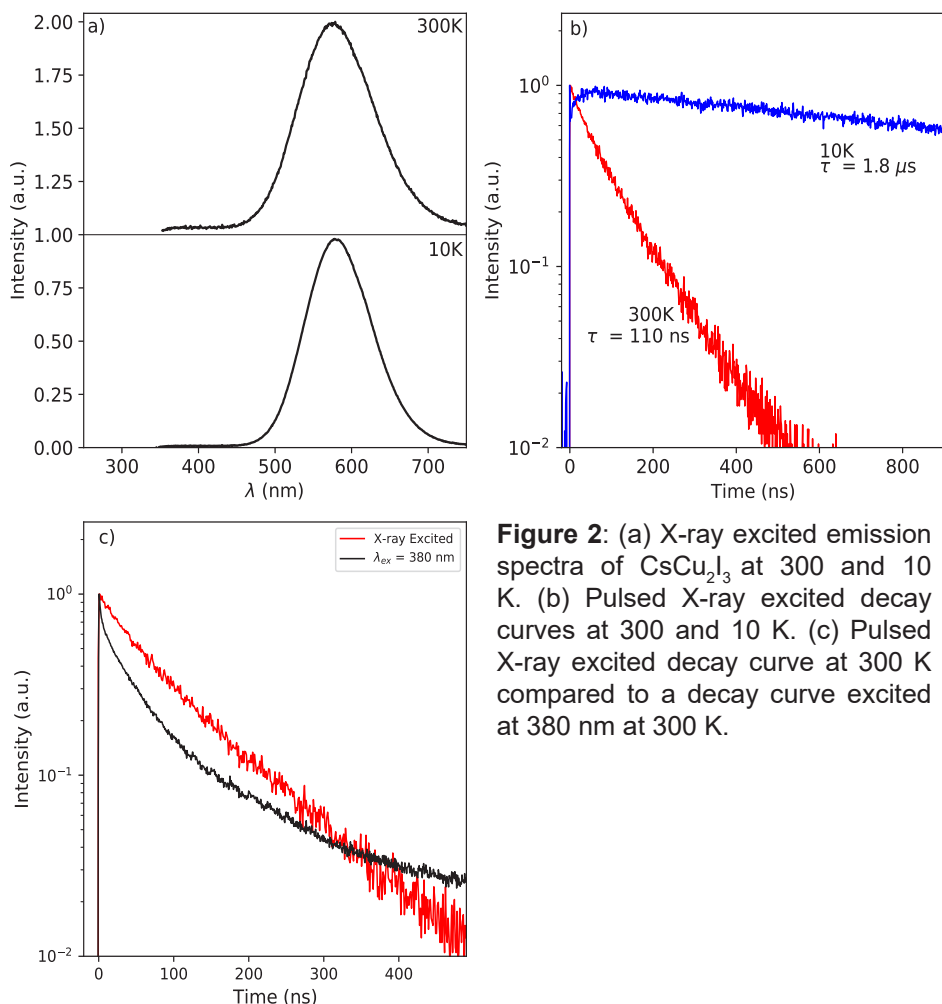 a)
300K
2.00
1.75
1.50
1.25
1.00
Intensity (a.u.)
10K
0.75
0.50
0.25
0.00
Intensity (a.u.)
300
400
500
600
700
λ (nm)
b)
10⁰
10⁻¹
10⁻²
Intensity (a.u.)
10K
τ = 1.8 μs
300K
τ = 110 ns
0
200
400
600
800
Time (ns)
c)
X-ray Excited
λₑₓ = 380 nm
10⁰
10⁻¹
10⁻²
Intensity (a.u.)
0
100
200
300
400
Time (ns)
Figure 2: (a) X-ray excited emission
spectra of CsCu₂I₃ at 300 and 10
K. (b) Pulsed X-ray excited decay
curves at 300 and 10 K. (c) Pulsed
X-ray excited decay curve at 300 K
compared to a decay curve excited
at 380 nm at 300 K.